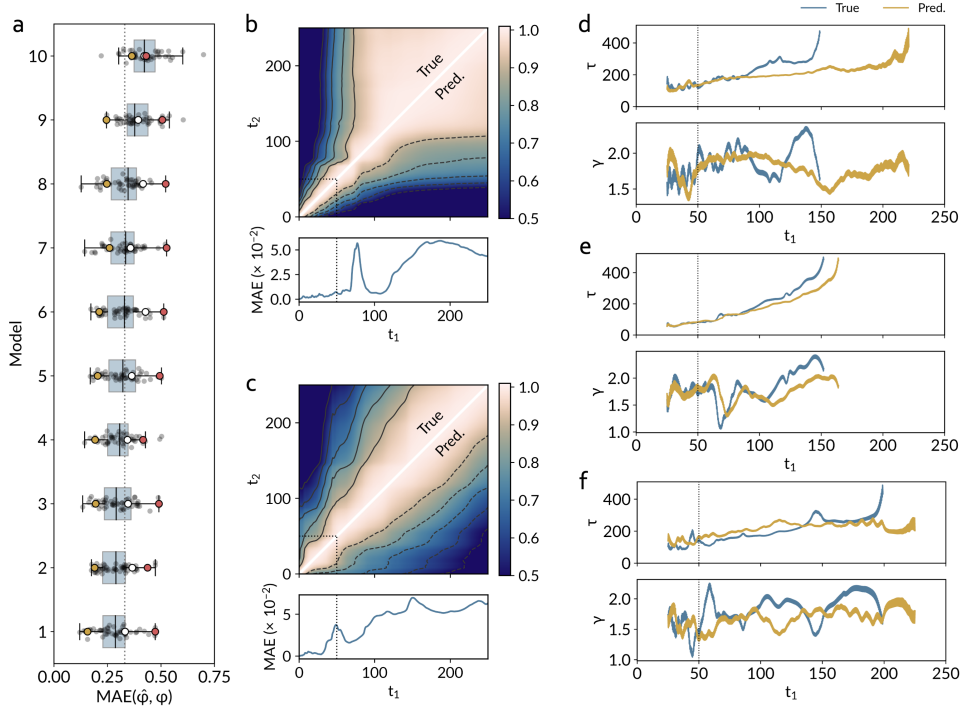 True
Pred.
a
Model
10
9
8
7
6
5
4
3
2
1
0.00
0.25
0.50
0.75
MAE(φ̂, φ)
b
t₂
200
100
0
True
Pred.
1.0
0.9
0.8
0.7
0.6
0.5
MAE (× 10⁻²)
5.0
2.5
0.0
0
100
200
t₁
c
t₂
200
100
0
True
Pred.
1.0
0.9
0.8
0.7
0.6
0.5
MAE (× 10⁻²)
5
0
0
100
200
t₁
d
τ
400
200
0
γ
2.0
1.5
0
50
100
150
200
250
t₁
e
τ
400
200
0
γ
2.0
1.5
1.0
0
50
100
150
200
250
t₁
f
τ
400
200
0
γ
2.0
1.5
1.0
0
50
100
150
200
250
t₁